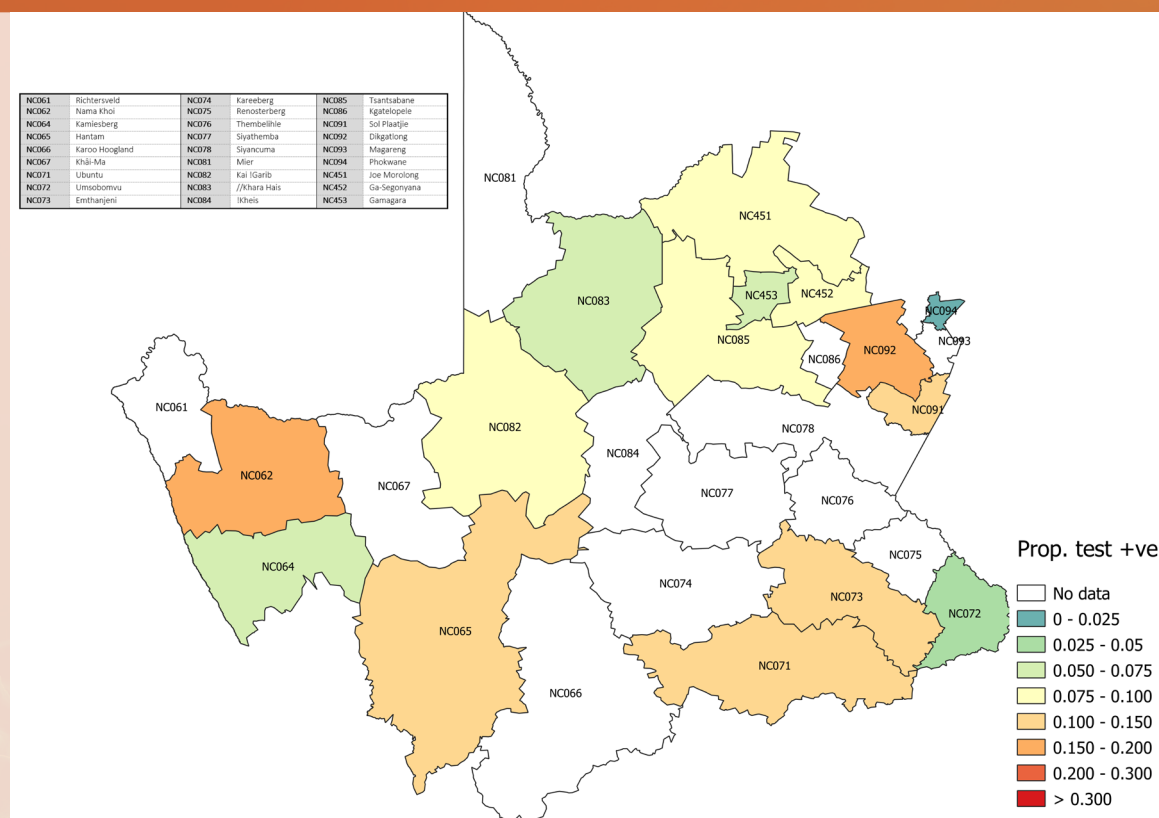 NC061 Richtersveld NC074 Kareeberg NC085 Tsantsabane
NC062 Nama Khoi NC075 Renosterberg NC086 Kgatelopele
NC064 Kamiesberg NC076 Thembelihle NC091 Sol Plaatjie
NC065 Hantam NC077 Siyathemba NC092 Dikgatlong
NC066 Karoo Hoogland NC078 Siyancuma NC093 Magareng
NC067 Khâi-Ma NC081 Mier NC094 Phokwane
NC071 Ubuntu NC082 Kai !Garib NC451 Joe Morolong
NC072 Umsobomvu NC083 //Khara Hais NC452 Ga-Segonyana
NC073 Emthanjeni NC084 !Kheis NC453 Gamagara
NC081
NC451
NC453
NC452
NC083
NC094
NC085
NC093
NC092
NC086
NC061
NC091
NC082
NC078
NC084
NC062
NC067
NC077
NC076
NC075
NC064
NC074
NC073
NC072
NC065
NC071
NC066
Prop. test +ve
No data
0 - 0.025
0.025 - 0.05
0.050 - 0.075
0.075 - 0.100
0.100 - 0.150
0.150 - 0.200
0.200 - 0.300
> 0.300